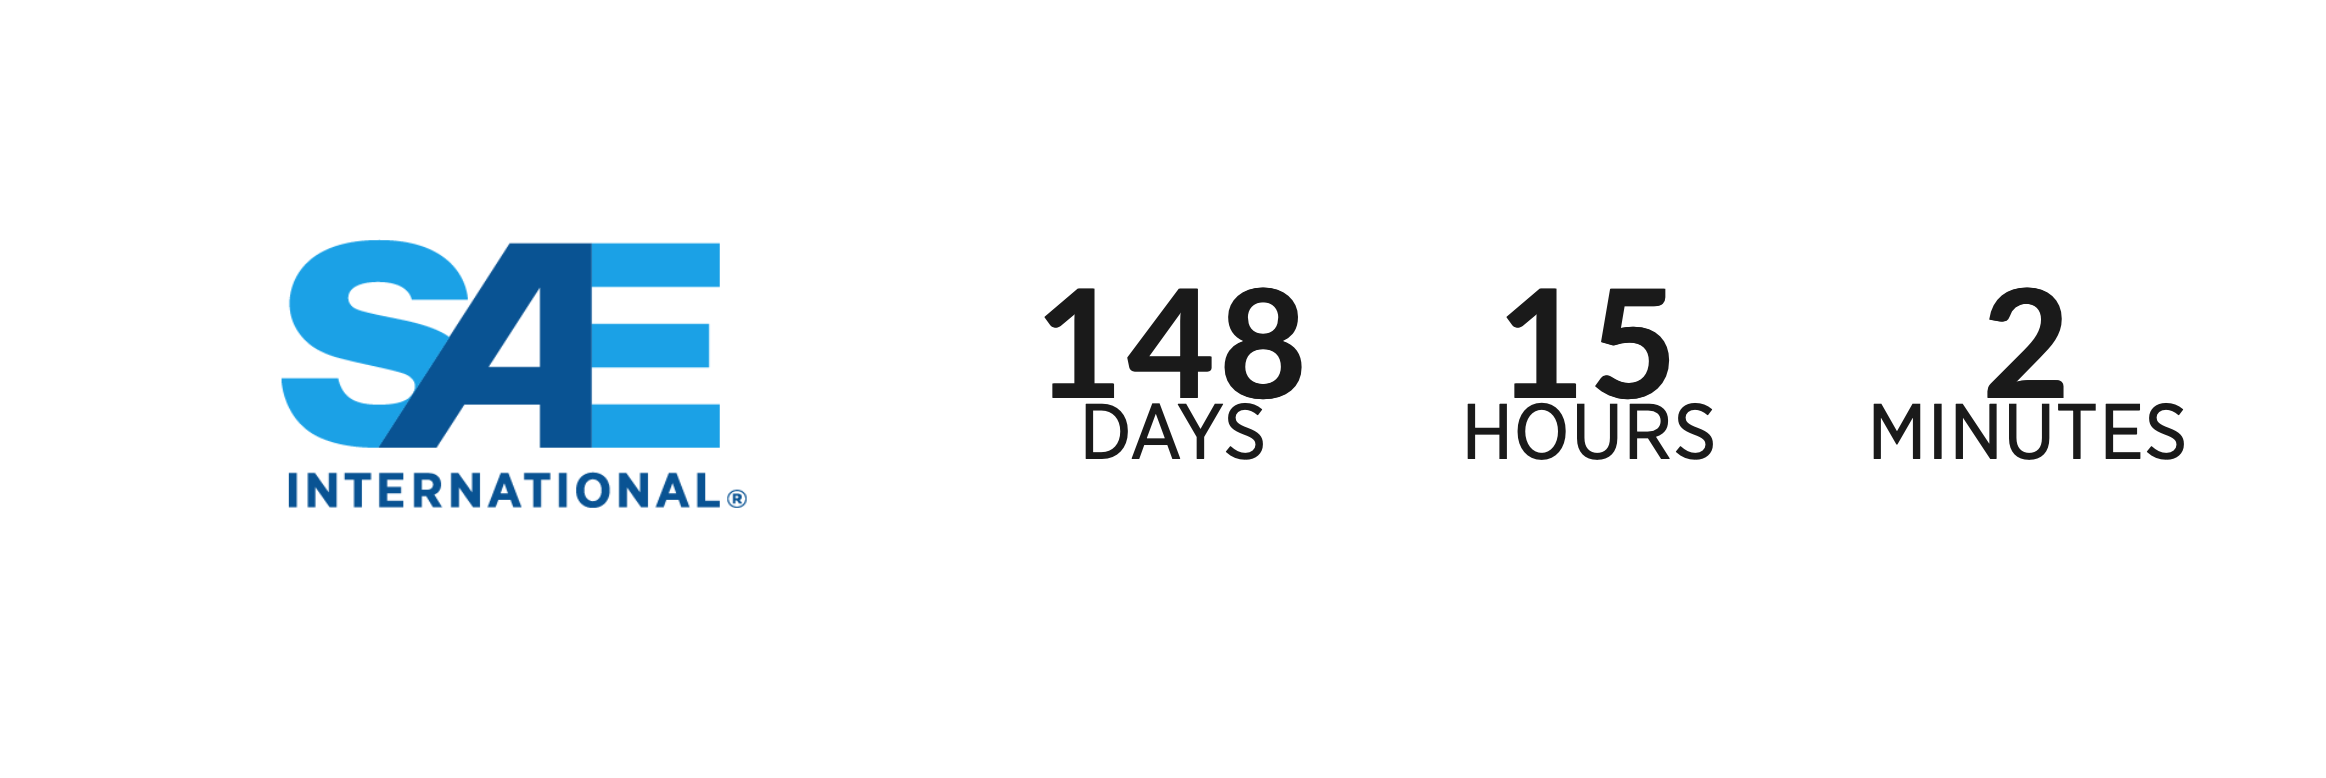 SAE
INTERNATIONAL®
148
DAYS
15
HOURS
2
MINUTES